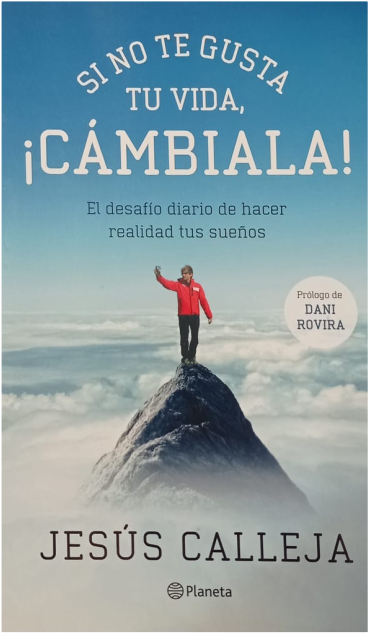 SI NO TE GUSTA
TU VIDA,
¡CÁMBIALA!
El desafío diario de hacer
realidad tus sueños
Prólogo de
DANI
ROVIRA
JESÚS CALLEJA
Planeta